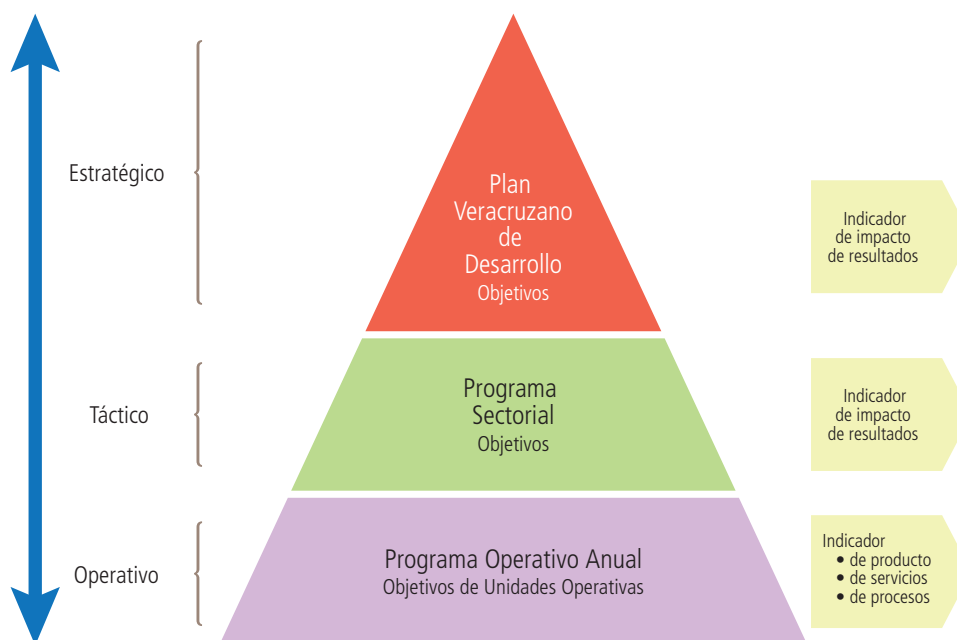 Estratégico
Plan
Veracruzano
de
Desarrollo
Objetivos
Indicador
de impacto
de resultados
Táctico
Programa
Sectorial
Objetivos
Indicador
de impacto
de resultados
Operativo
Programa Operativo Anual
Objetivos de Unidades Operativas
Indicador
• de producto
• de servicios
• de procesos